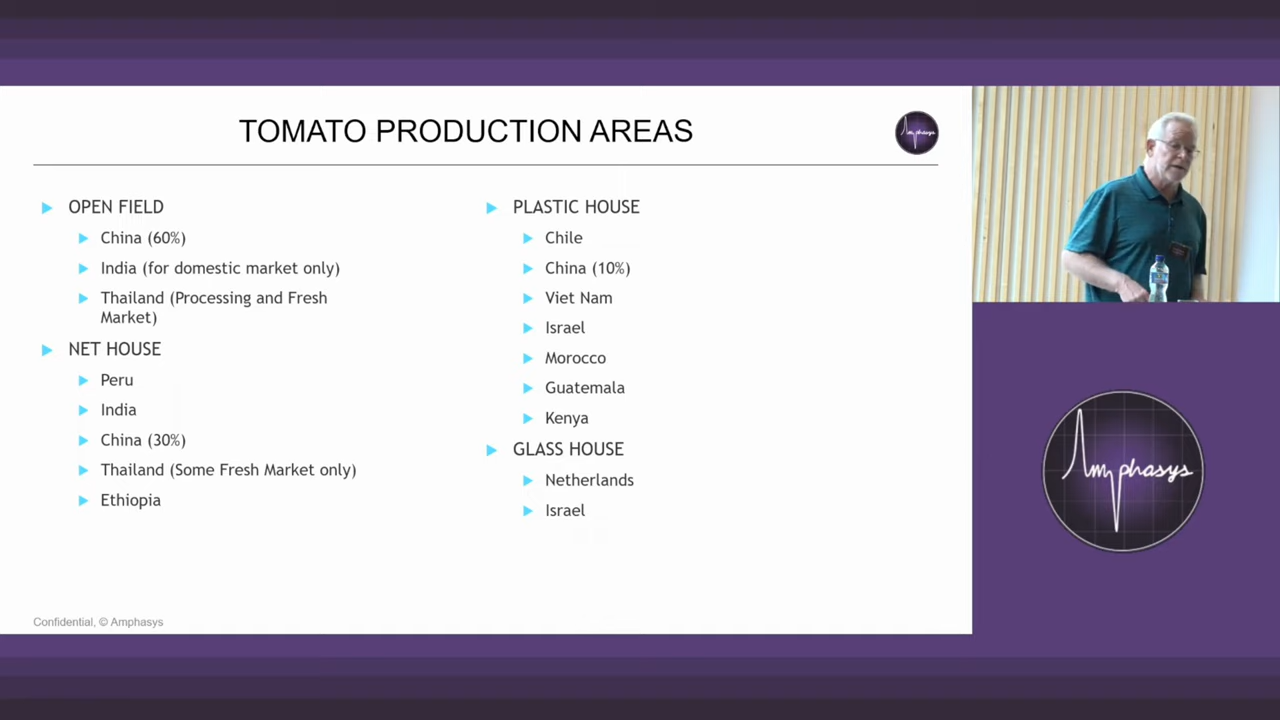 TOMATO PRODUCTION AREAS
Amphasys
OPEN FIELD
China (60%)
India (for domestic market only)
Thailand (Processing and Fresh
Market)
NET HOUSE
Peru
India
China (30%)
Thailand (Some Fresh Market only)
Ethiopia
PLASTIC HOUSE
Chile
China (10%)
Viet Nam
Israel
Morocco
Guatemala
Kenya
GLASS HOUSE
Netherlands
Israel
Confidential, © Amphasys
Amphasys